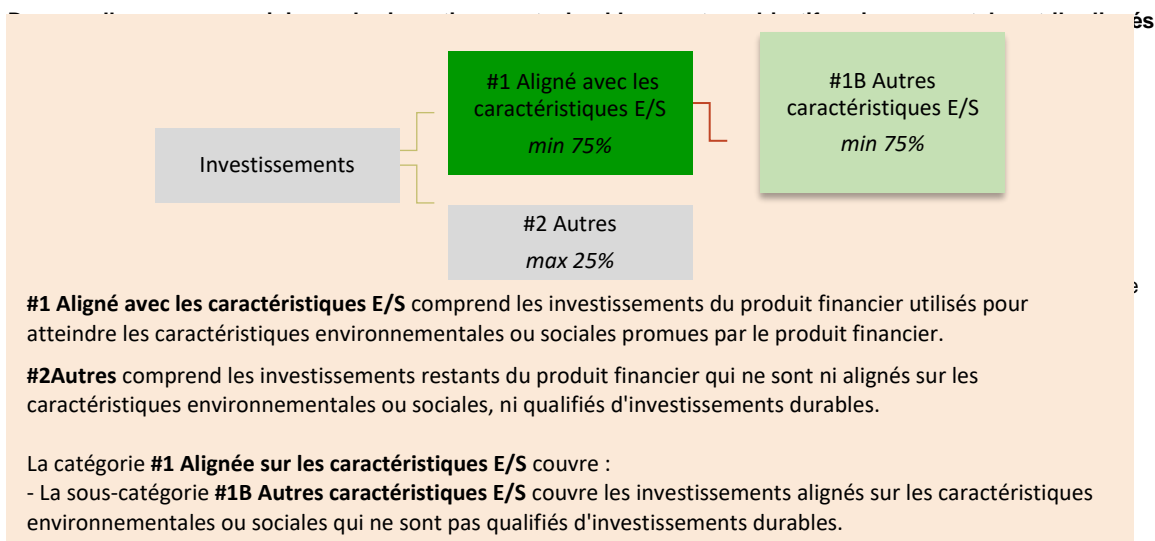 és
#1 Aligné avec les
caractéristiques E/S
min 75%
#1B Autres
caractéristiques E/S
min 75%
Investissements
#2 Autres
max 25%
e
#1 Aligné avec les caractéristiques E/S comprend les investissements du produit financier utilisés pour
atteindre les caractéristiques environnementales ou sociales promues par le produit financier.
#2Autres comprend les investissements restants du produit financier qui ne sont ni alignés sur les
caractéristiques environnementales ou sociales, ni qualifiés d'investissements durables.
La catégorie #1 Alignée sur les caractéristiques E/S couvre :
- La sous-catégorie #1B Autres caractéristiques E/S couvre les investissements alignés sur les caractéristiques
environnementales ou sociales qui ne sont pas qualifiés d'investissements durables.